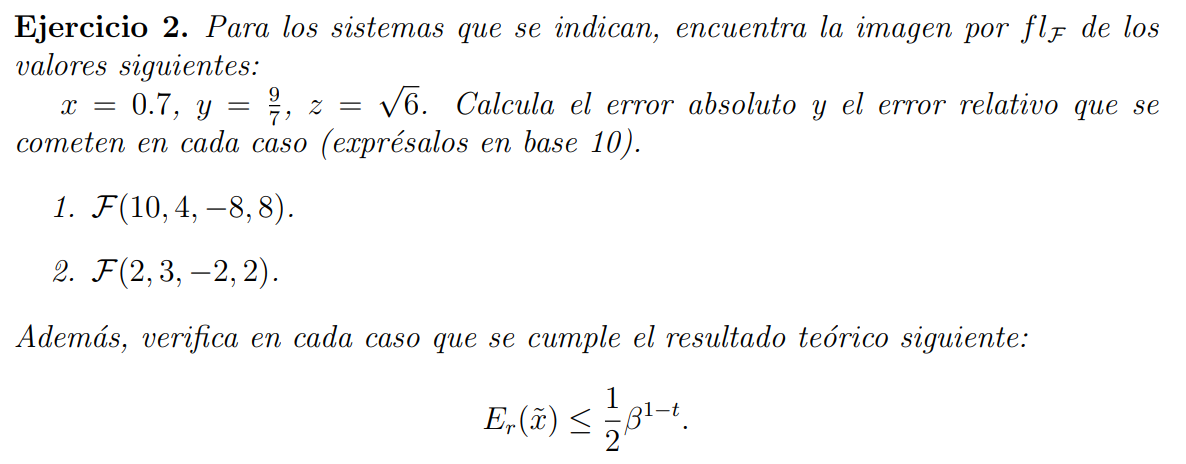 Ejercicio 2. Para los sistemas que se indican, encuentra la imagen por $fl_{\mathcal{F}}$ de los
valores siguientes:
$x = 0.7$, $y = \frac{9}{7}$, $z = \sqrt{6}$. Calcula el error absoluto y el error relativo que se
cometen en cada caso (exprésalos en base 10).
1. $\mathcal{F}(10, 4, -8, 8)$.
2. $\mathcal{F}(2, 3, -2, 2)$.
Además, verifica en cada caso que se cumple el resultado teórico siguiente:
$E_r(\tilde{x}) \leq \frac{1}{2}\beta^{1-t}.$